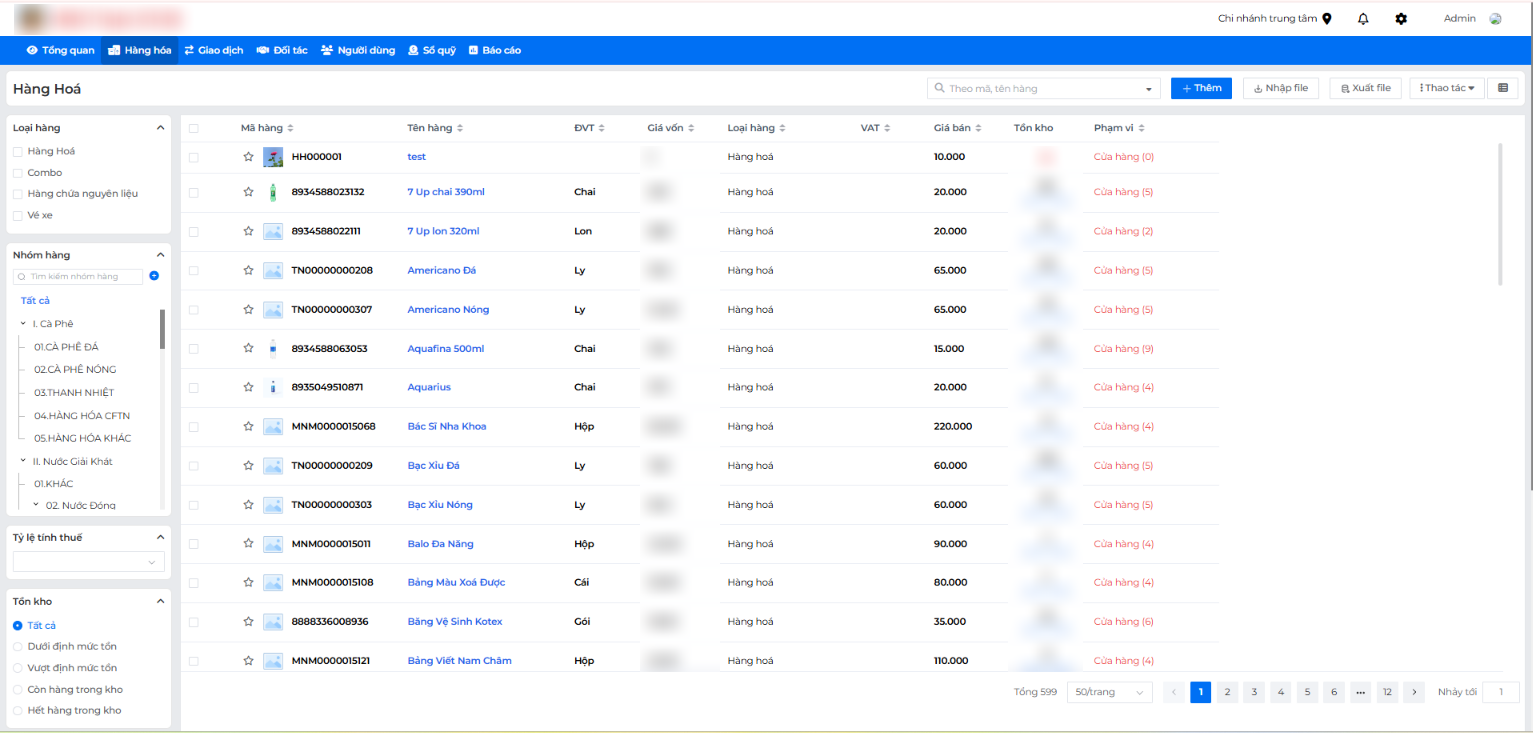 Chi nhánh trung tâm
Admin
Tổng quan Hàng hóa Giao dịch Đối tác Người dùng Sổ quỹ Báo cáo
Hàng Hoá
Theo mã, tên hàng
Thêm
Nhập file
Xuất file
Thao tác
Loại hàng
Hàng Hoá
Combo
Hàng chứa nguyên liệu
Vé xe
Nhóm hàng
Tìm kiếm nhóm hàng
Tất cả
I. Cà Phê
01.CÀ PHÊ ĐÁ
02.CÀ PHÊ NÓNG
03.THANH NHIỆT
04.HÀNG HÓA CFTN
05.HÀNG HÓA KHÁC
II. Nước Giải Khát
01.KHÁC
02. Nước Đóng
Tỷ lệ tính thuế
Tồn kho
Tất cả
Dưới định mức tồn
Vượt định mức tồn
Còn hàng trong kho
Hết hàng trong kho
Mã hàng Tên hàng ĐVT Giá vốn Loại hàng VAT Giá bán Tồn kho Phạm vi
HH000001 test Hàng hoá 10.000 Cửa hàng (0)
8934588023132 7 Up chai 390ml Chai Hàng hoá 20.000 Cửa hàng (5)
8934588022111 7 Up lon 320ml Lon Hàng hoá 20.000 Cửa hàng (2)
TN00000000208 Americano Đá Ly Hàng hoá 65.000 Cửa hàng (5)
TN00000000307 Americano Nóng Ly Hàng hoá 65.000 Cửa hàng (5)
8934588063053 Aquafina 500ml Chai Hàng hoá 15.000 Cửa hàng (9)
8935049510871 Aquarius Chai Hàng hoá 20.000 Cửa hàng (4)
MNM0000015068 Bác Sĩ Nha Khoa Hộp Hàng hoá 220.000 Cửa hàng (4)
TN00000000209 Bạc Xỉu Đá Ly Hàng hoá 60.000 Cửa hàng (5)
TN00000000303 Bạc Xỉu Nóng Ly Hàng hoá 60.000 Cửa hàng (5)
MNM0000015011 Balo Đa Năng Hộp Hàng hoá 90.000 Cửa hàng (4)
MNM0000015108 Bảng Màu Xoá Được Cái Hàng hoá 80.000 Cửa hàng (4)
8888336008936 Băng Vệ Sinh Kotex Gói Hàng hoá 35.000 Cửa hàng (6)
MNM0000015121 Bảng Viết Nam Châm Hộp Hàng hoá 110.000 Cửa hàng (4)
Tổng 599 50/trang 1 2 3 4 5 6 ... 12 Nhảy tới 1